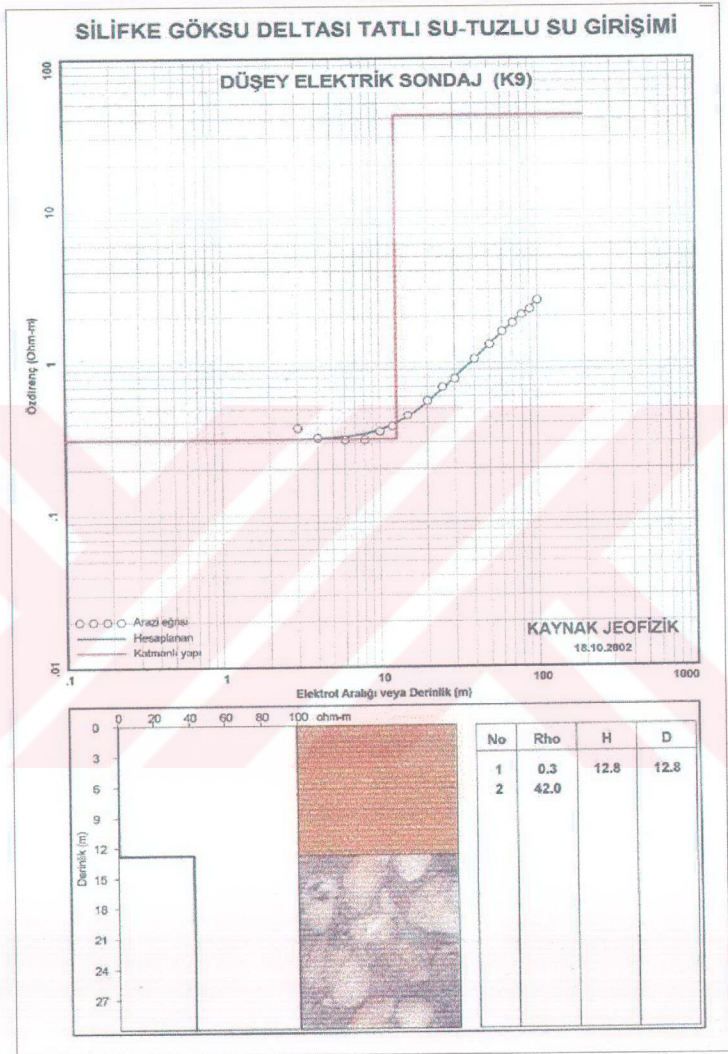 SİLİFKE GÖKSU DELTASI TATLI SU-TUZLU SU GİRİŞİMİ
DÜŞEY ELEKTRİK SONDAJ (K9)
100
10
1
.1
.01
Özdirenç (Ohm-m)
Arazi eğrisi
Hesaplanan
Katmanlı yapı
KAYNAK JEOFİZİK
18.10.2002
.1 1 10 100 1000
Elektrot Aralığı veya Derinlik (m)
0 20 40 60 80 100 ohm-m
Derinlik (m)
0
3
6
9
12
15
18
21
24
27
No Rho H D
1 0.3 12.8 12.8
2 42.0